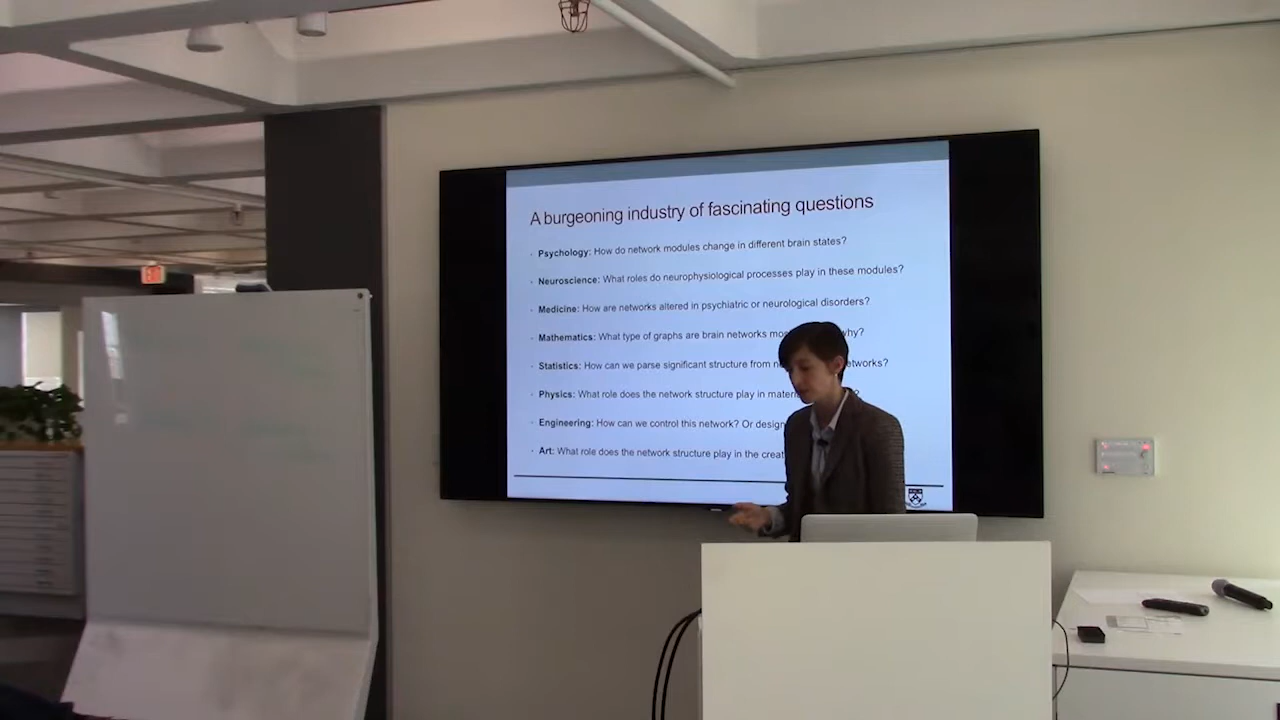 A burgeoning industry of fascinating questions
Psychology: How do network modules change in different brain states?
Neuroscience: What roles do neurophysiological processes play in these modules?
Medicine: How are networks altered in psychiatric or neurological disorders?
Mathematics: What type of graphs are brain networks why?
Statistics: How can we parse significant structure from
Physics: What role does the network structure play in
Engineering: How can we control this network? Or design
Art: What role does the network structure play in the
EXIT